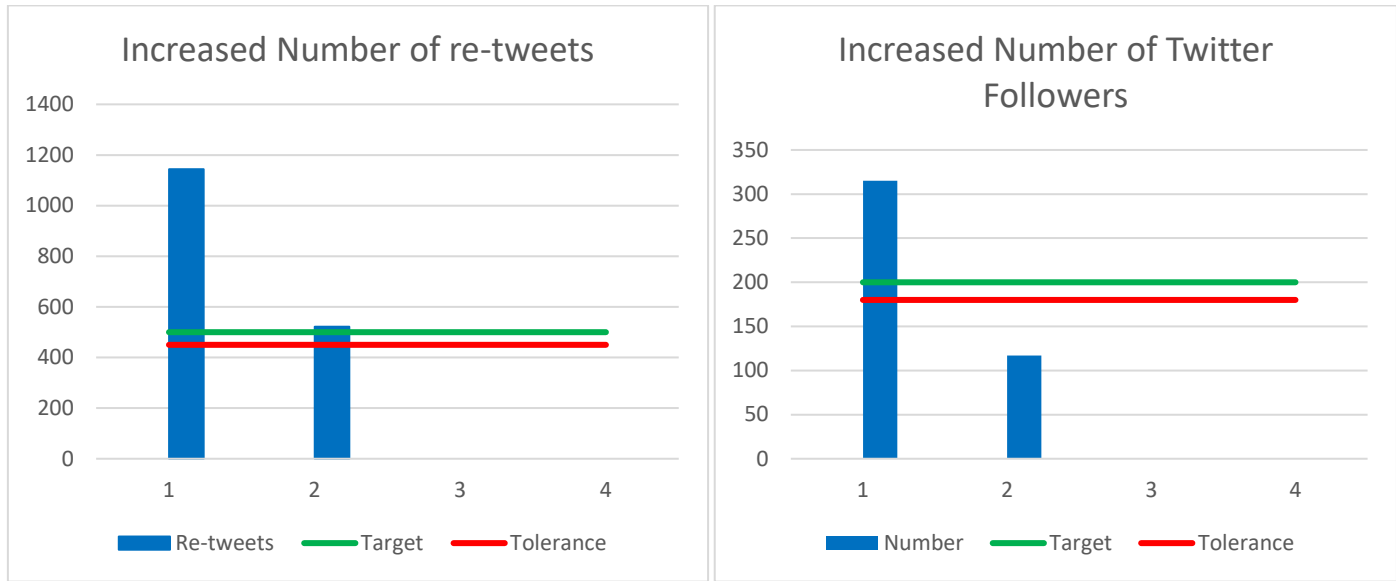 Increased Number of re-tweets
1400
1200
1000
800
600
400
200
0
1 2 3 4
Re-tweets Target Tolerance
Increased Number of Twitter
Followers
350
300
250
200
150
100
50
0
1 2 3 4
Number Target Tolerance